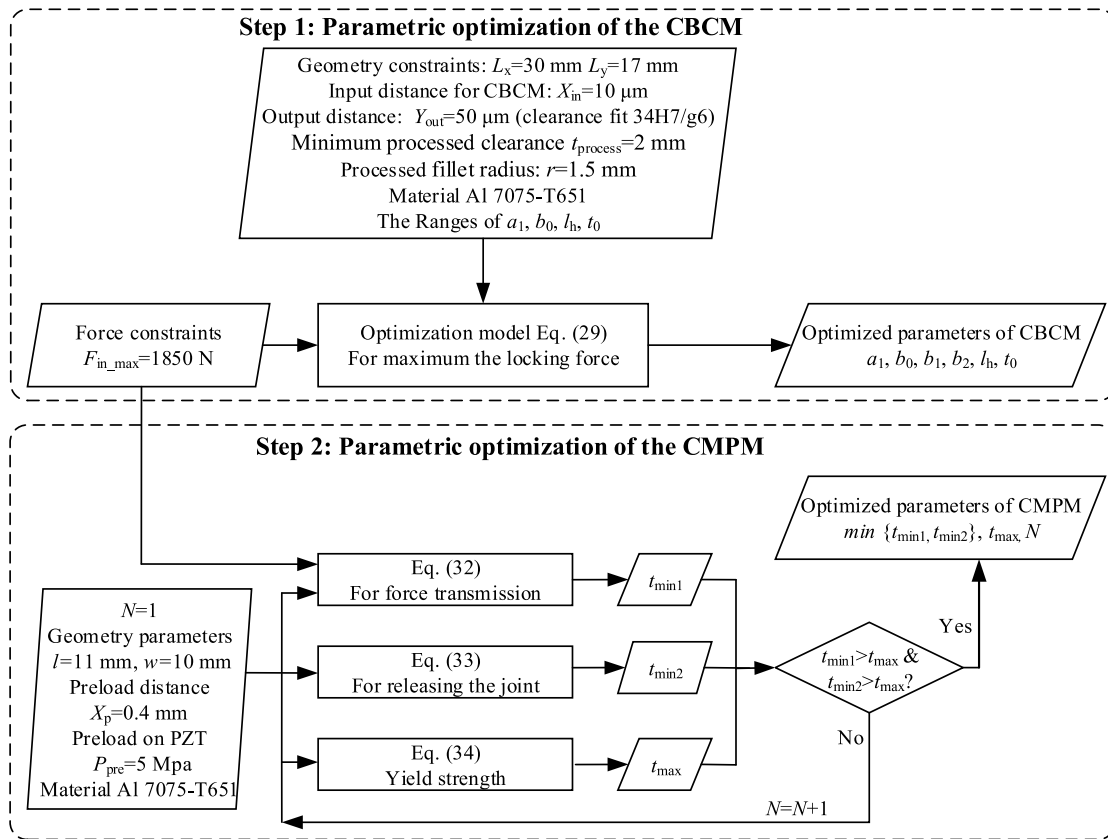 Step 1: Parametric optimization of the CBCM
Geometry constraints: Lx=30 mm Ly=17 mm
Input distance for CBCM: Xin=10 μm
Output distance: Yout=50 μm (clearance fit 34H7/g6)
Minimum processed clearance tprocess=2 mm
Processed fillet radius: r=1.5 mm
Material Al 7075-T651
The Ranges of a1, b0, lh, t0
Force constraints
Fin_max=1850 N
Optimization model Eq. (29)
For maximum the locking force
Optimized parameters of CBCM
a1, b0, b1, b2, lh, t0
Step 2: Parametric optimization of the CMPM
Optimized parameters of CMPM
min {tmin1, tmin2}, tmax, N
N=1
Geometry parameters
l=11 mm, w=10 mm
Preload distance
Xp=0.4 mm
Preload on PZT
Ppre=5 Mpa
Material Al 7075-T651
Eq. (32)
For force transmission
tmin1
Eq. (33)
For releasing the joint
tmin2
Eq. (34)
Yield strength
tmax
tmin1>tmax &
tmin2>tmax?
Yes
No
N=N+1